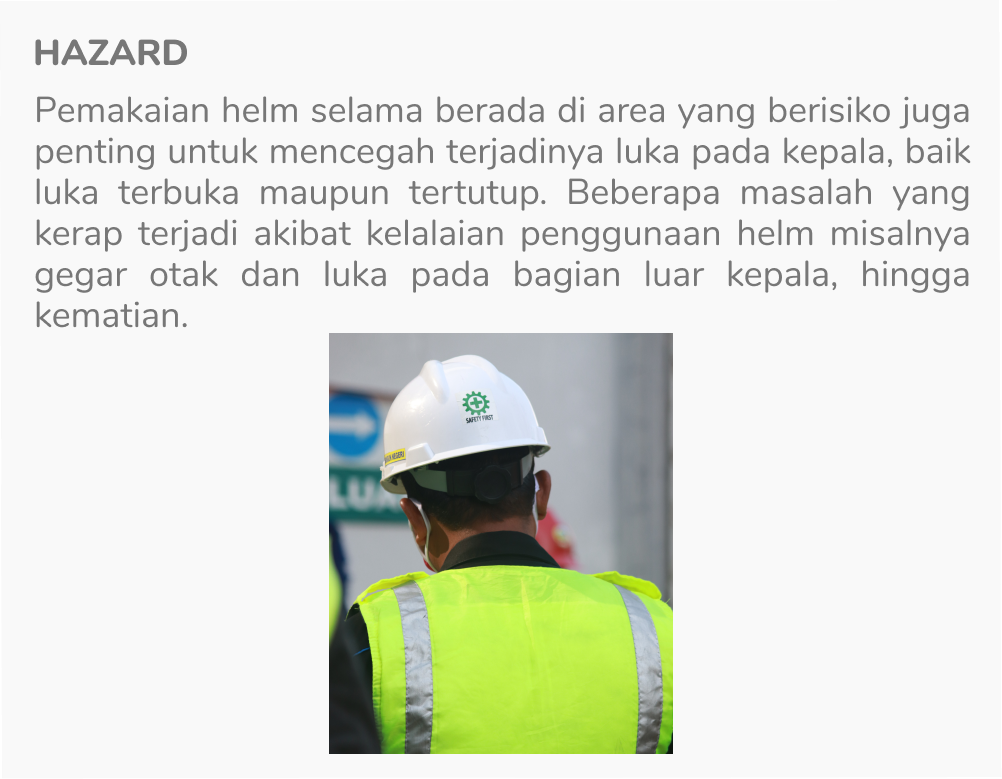 HAZARD
Pemakaian helm selama berada di area yang berisiko juga
penting untuk mencegah terjadinya luka pada kepala, baik
luka terbuka maupun tertutup. Beberapa masalah yang
kerap terjadi akibat kelalaian penggunaan helm misalnya
gegar otak dan luka pada bagian luar kepala, hingga
kematian.
SAFETY FIRST